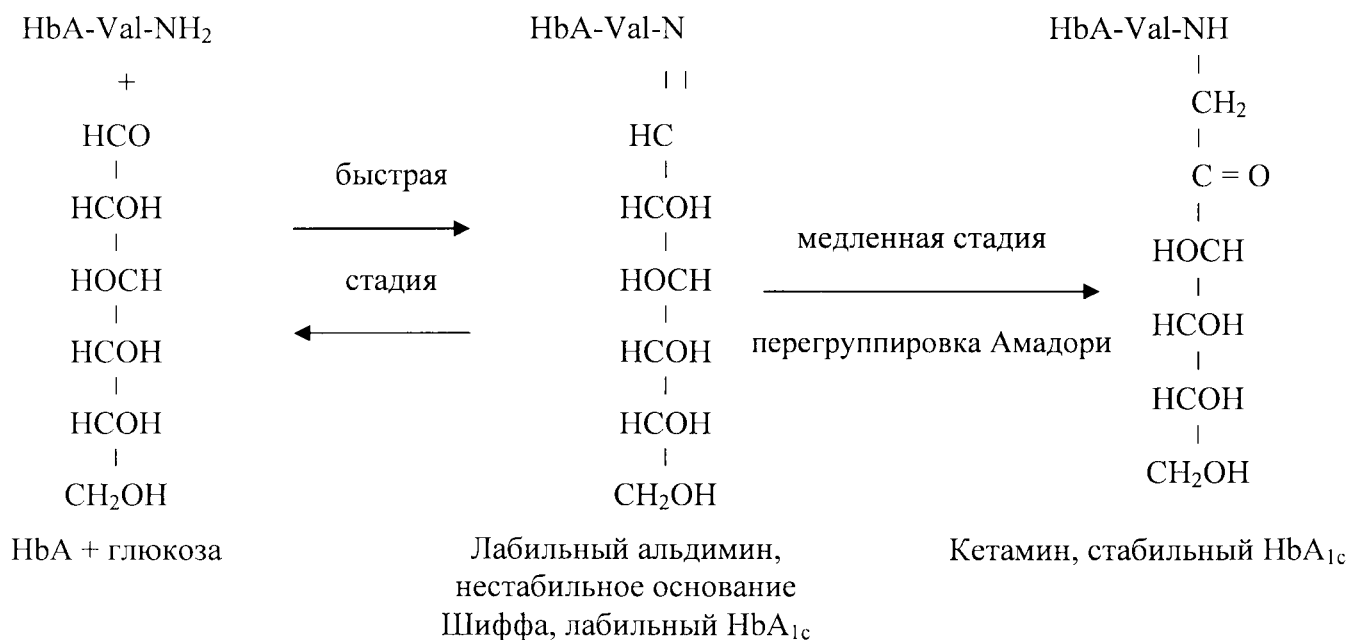 HbA-Val-NH₂ HbA-Val-N HbA-Val-NH
+ | | |
HCO HC CH₂
| | |
быстрая C = O
HCOH HCOH |
| | медленная стадия HOCH
HOCH стадия HOCH |
| | HCOH
HCOH HCOH перегруппировка Амадори |
| | HCOH
HCOH HCOH |
| | CH₂OH
CH₂OH CH₂OH
HbA + глюкоза Лабильный альдимин, Кетамин, стабильный HbA₁c
нестабильное основание
Шиффа, лабильный HbA₁c